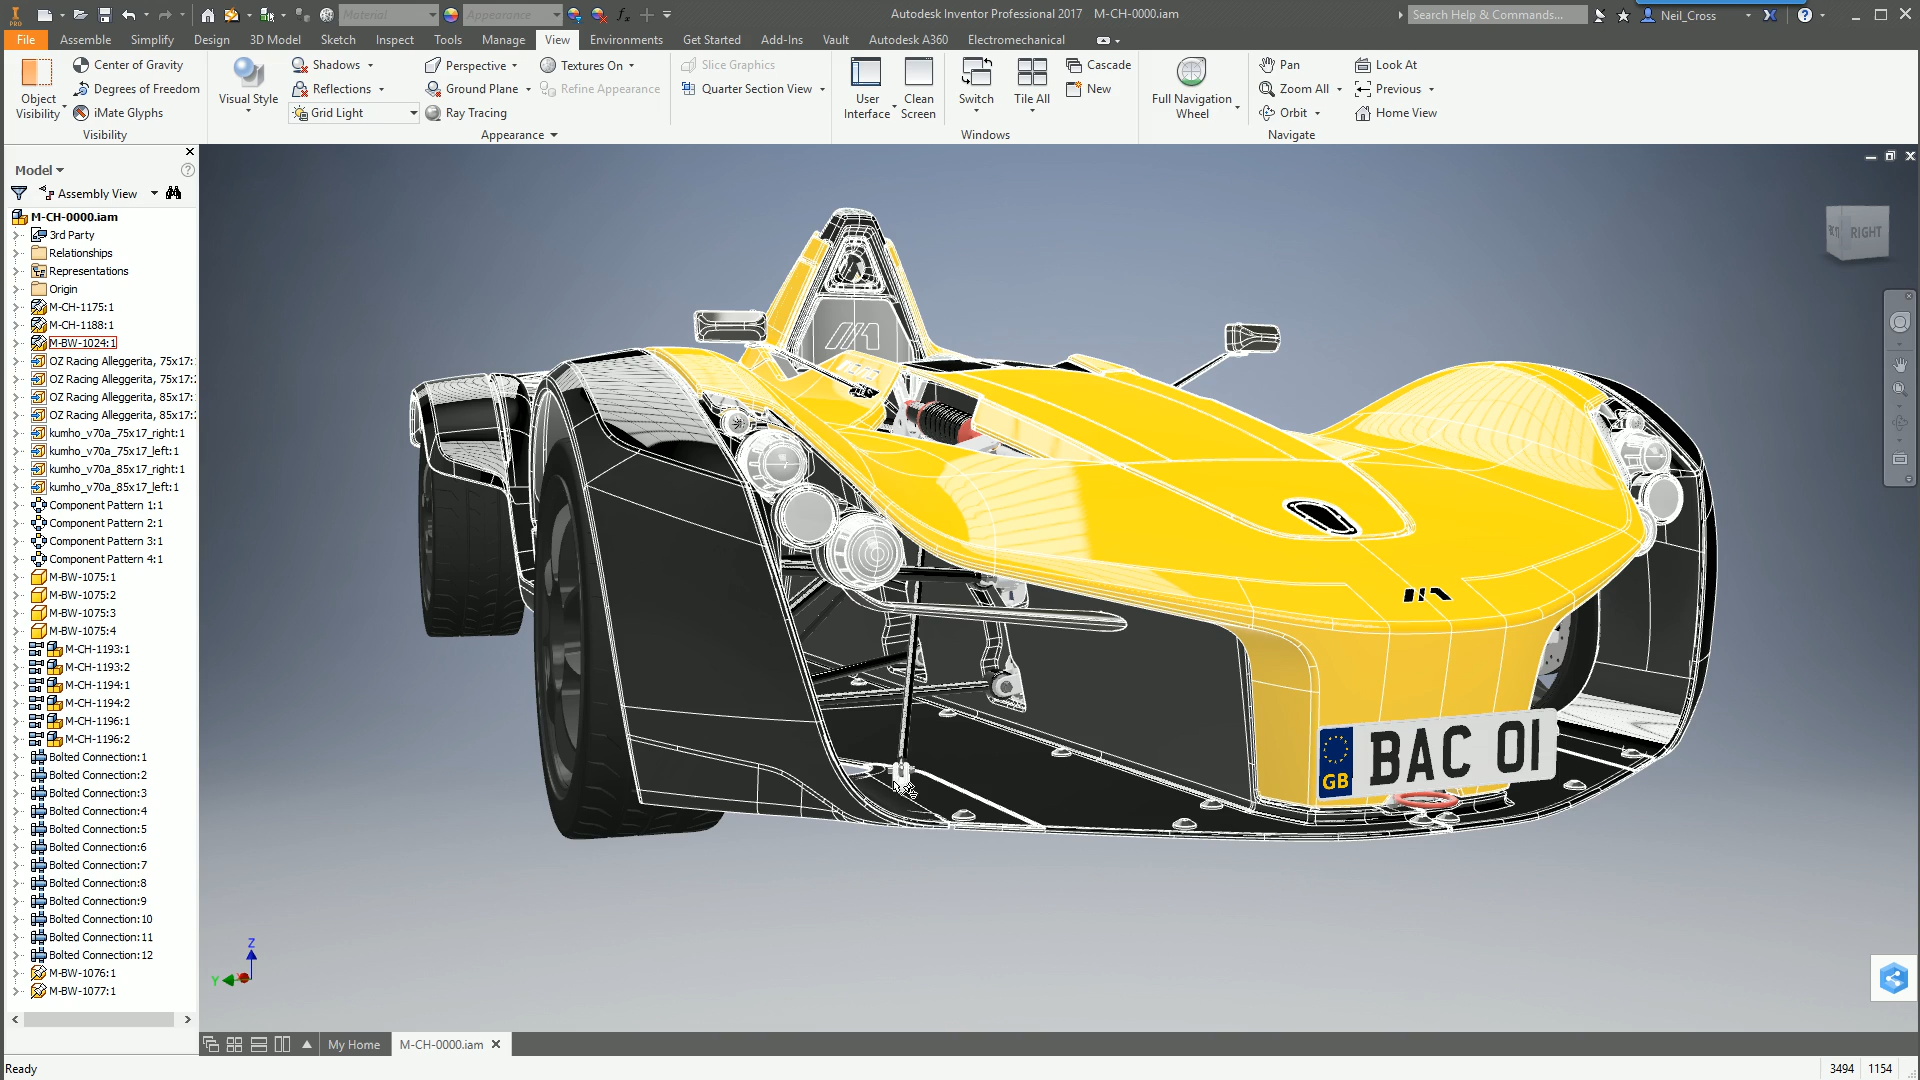 PRO
Material
Appearance
Autodesk Inventor Professional 2017 M-CH-0000.iam
Search Help & Commands...
Neil_Cross
File
Assemble
Simplify
Design
3D Model
Sketch
Inspect
Tools
Manage
View
Environments
Get Started
Add-Ins
Vault
Autodesk A360
Electromechanical
Object Visibility
Center of Gravity
Degrees of Freedom
iMate Glyphs
Visibility
Visual Style
Shadows
Reflections
Grid Light
Perspective
Ground Plane
Ray Tracing
Textures On
Refine Appearance
Appearance
Slice Graphics
Quarter Section View
User Interface
Clean Screen
Switch
Tile All
Cascade
New
Windows
Full Navigation Wheel
Pan
Zoom All
Orbit
Look At
Previous
Home View
Navigate
Model
Assembly View
M-CH-0000.iam
3rd Party
Relationships
Representations
Origin
M-CH-1175:1
M-CH-1188:1
M-BW-1024:1
OZ Racing Alleggerita, 75x17:
OZ Racing Alleggerita, 75x17:2
OZ Racing Alleggerita, 85x17:
OZ Racing Alleggerita, 85x17:2
kumho_v70a_75x17_right:1
kumho_v70a_75x17_left:1
kumho_v70a_85x17_right:1
kumho_v70a_85x17_left:1
Component Pattern 1:1
Component Pattern 2:1
Component Pattern 3:1
Component Pattern 4:1
M-BW-1075:1
M-BW-1075:2
M-BW-1075:3
M-BW-1075:4
M-CH-1193:1
M-CH-1193:2
M-CH-1194:1
M-CH-1194:2
M-CH-1196:1
M-CH-1196:2
Bolted Connection:1
Bolted Connection:2
Bolted Connection:3
Bolted Connection:4
Bolted Connection:5
Bolted Connection:6
Bolted Connection:7
Bolted Connection:8
Bolted Connection:9
Bolted Connection:10
Bolted Connection:11
Bolted Connection:12
M-BW-1076:1
M-BW-1077:1
RIGHT
GB
BAC 01
Z
Y
My Home
M-CH-0000.iam
Ready
3494
1154